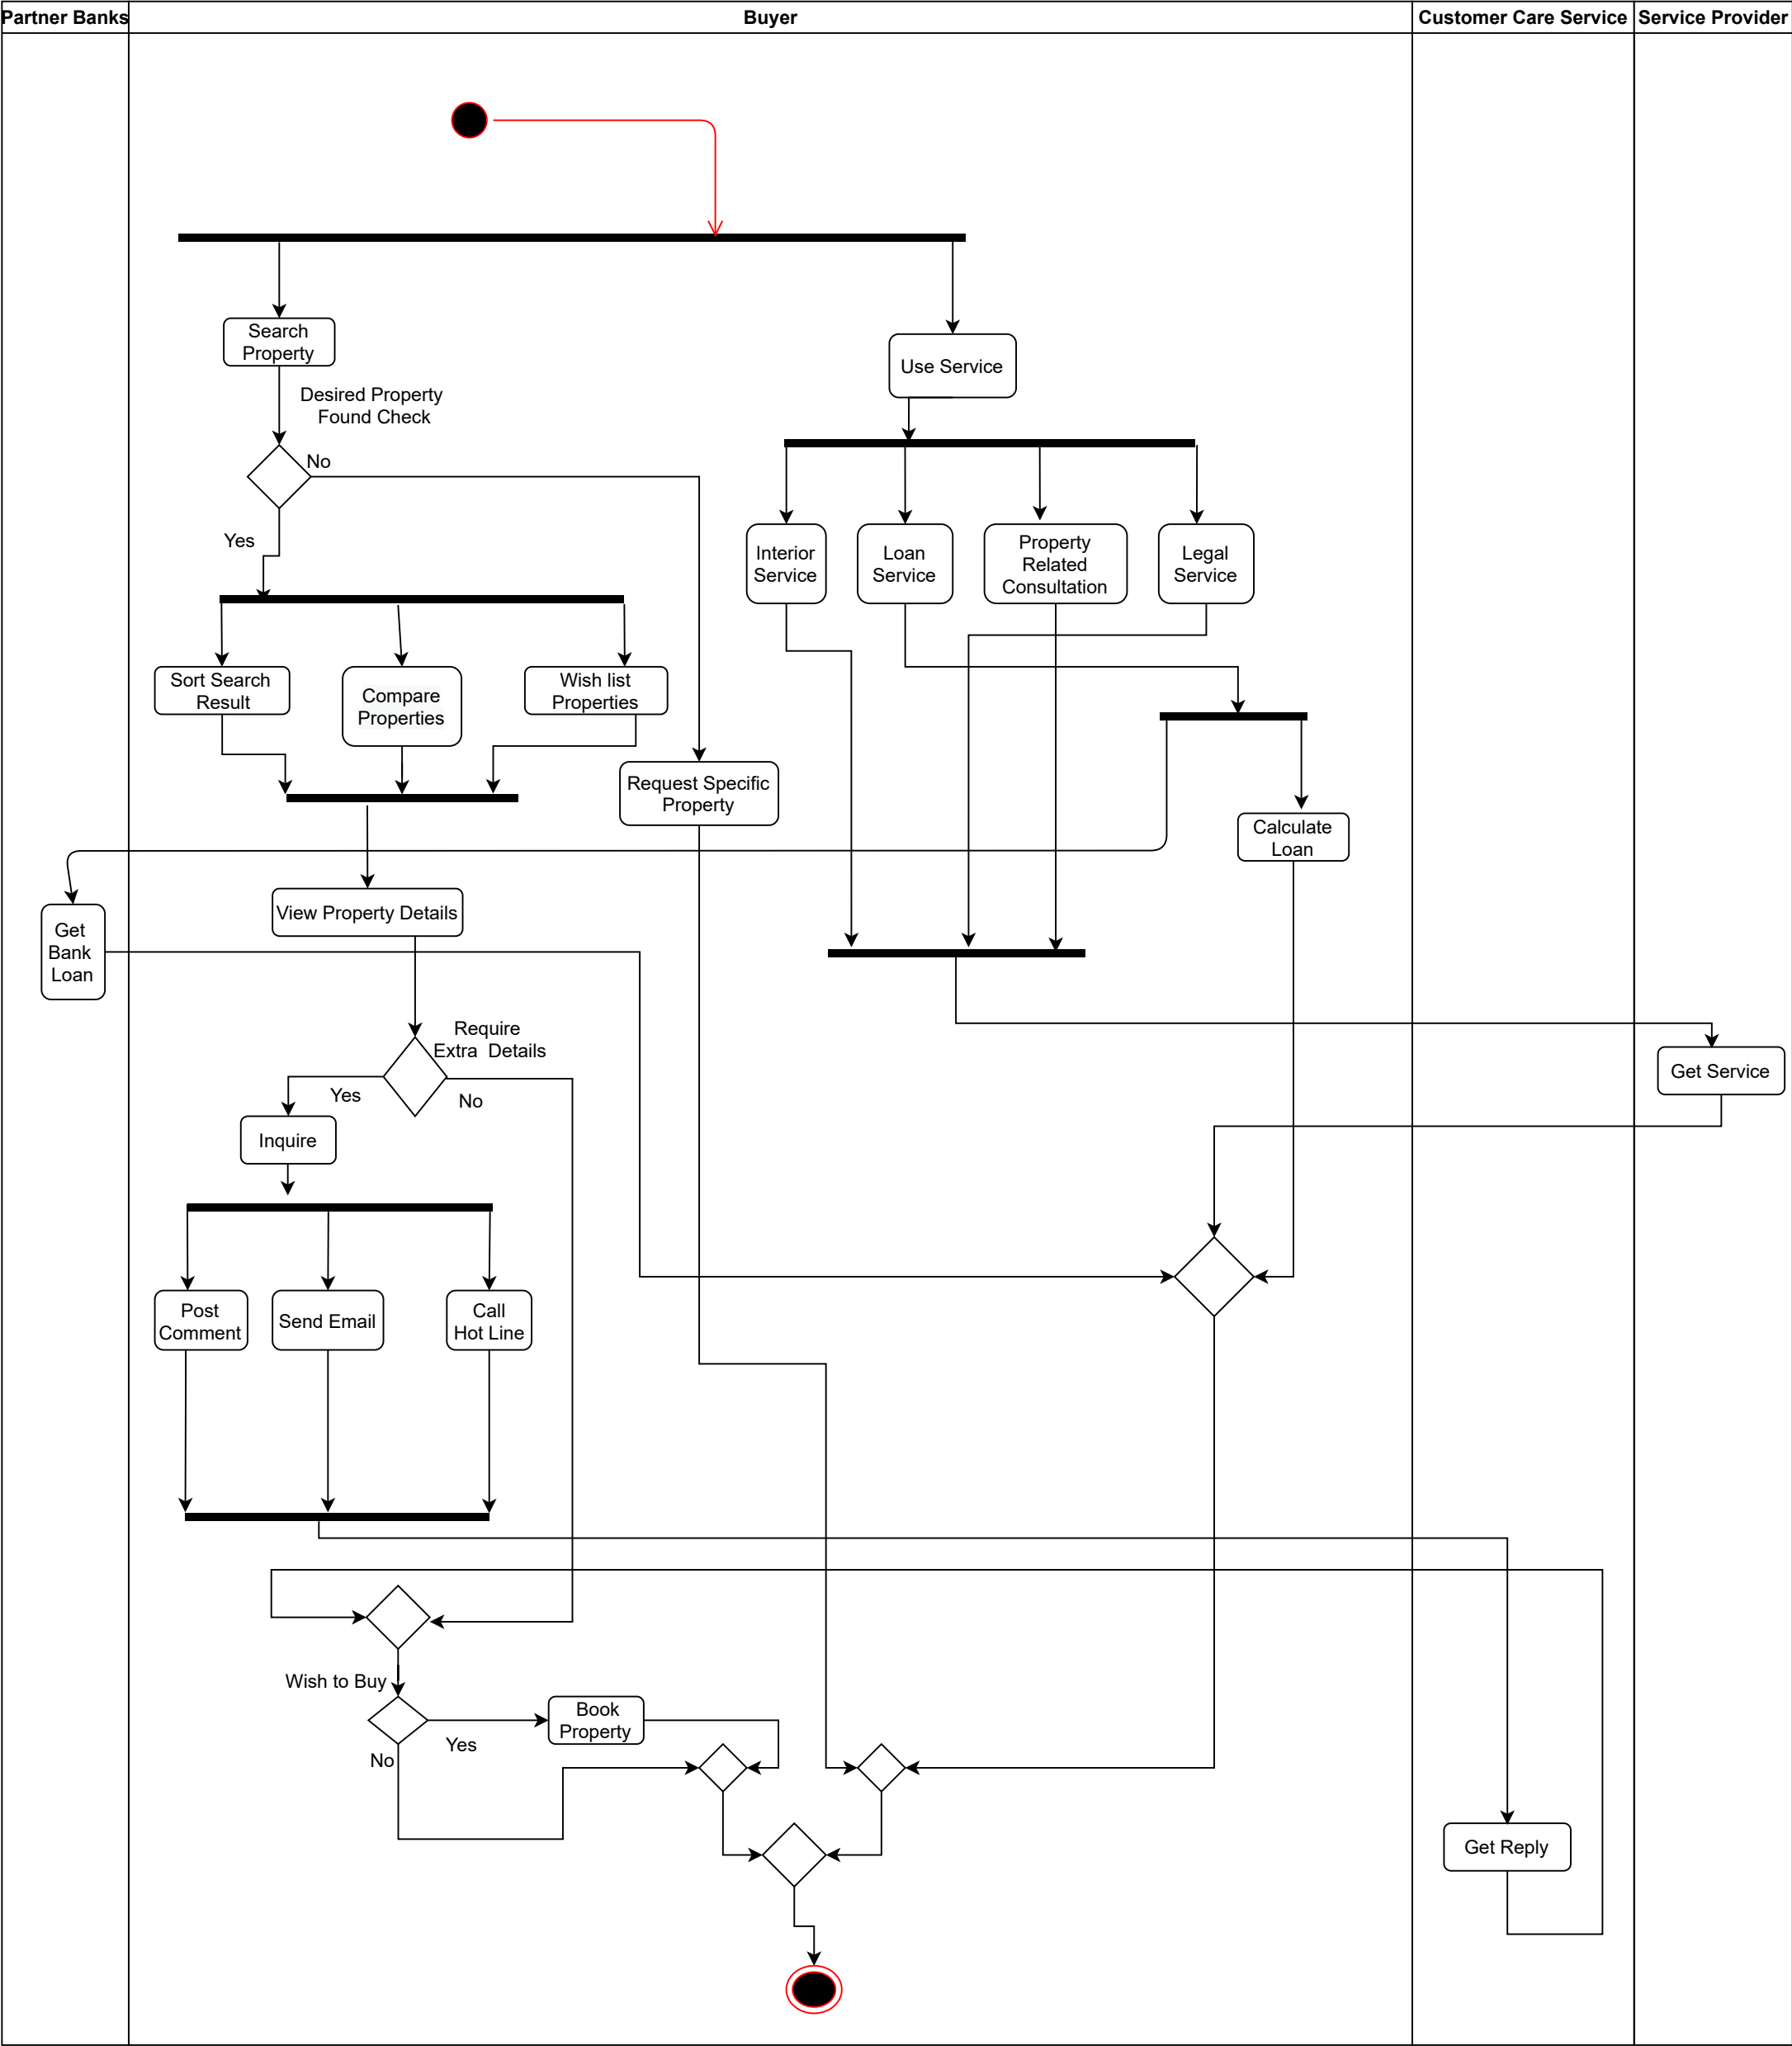 Partner Banks
Buyer
Customer Care Service
Service Provider
Search
Property
Use Service
Desired Property
Found Check
No
Yes
Interior
Service
Loan
Service
Property
Related
Consultation
Legal
Service
Sort Search
Result
Compare
Properties
Wish list
Properties
Request Specific
Property
Calculate
Loan
View Property Details
Get
Bank
Loan
Require
Extra Details
Yes
No
Get Service
Inquire
Post
Comment
Send Email
Call
Hot Line
Wish to Buy
Book
Property
Yes
No
Get Reply